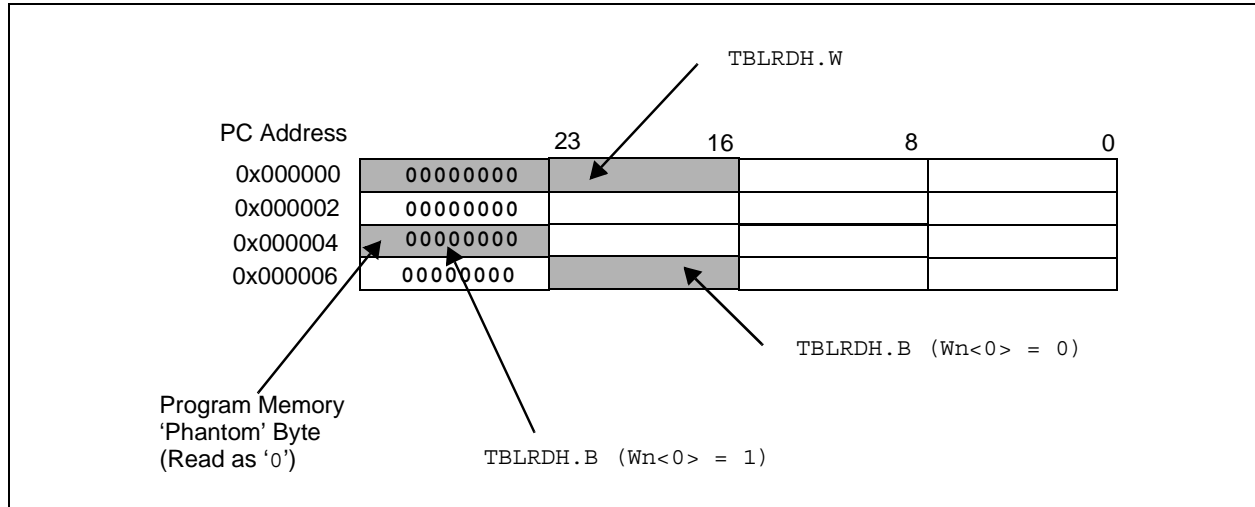 TBLRDH.W
PC Address 23 16 8 0
0x000000 00000000
0x000002 00000000
0x000004 00000000
0x000006 00000000
TBLRDH.B (Wn<0> = 0)
Program Memory
‘Phantom’ Byte
(Read as ‘0’)
TBLRDH.B (Wn<0> = 1)